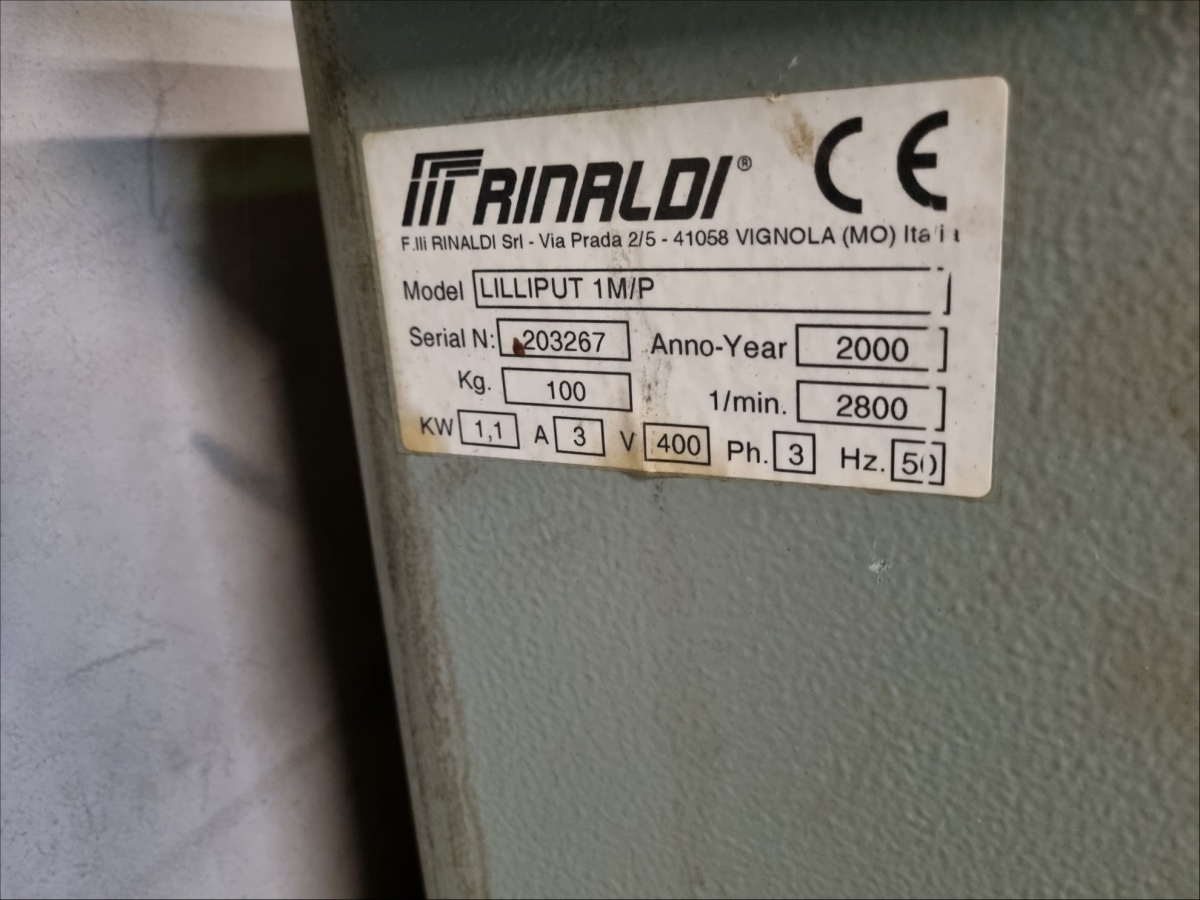 RINALDI® CE
F.lli RINALDI Srl - Via Prada 2/5 - 41058 VIGNOLA (MO) Italia
Model LILLIPUT 1M/P
Serial N: 203267 Anno-Year 2000
Kg. 100 1/min. 2800
KW 1,1 A 3 V 400 Ph. 3 Hz. 50